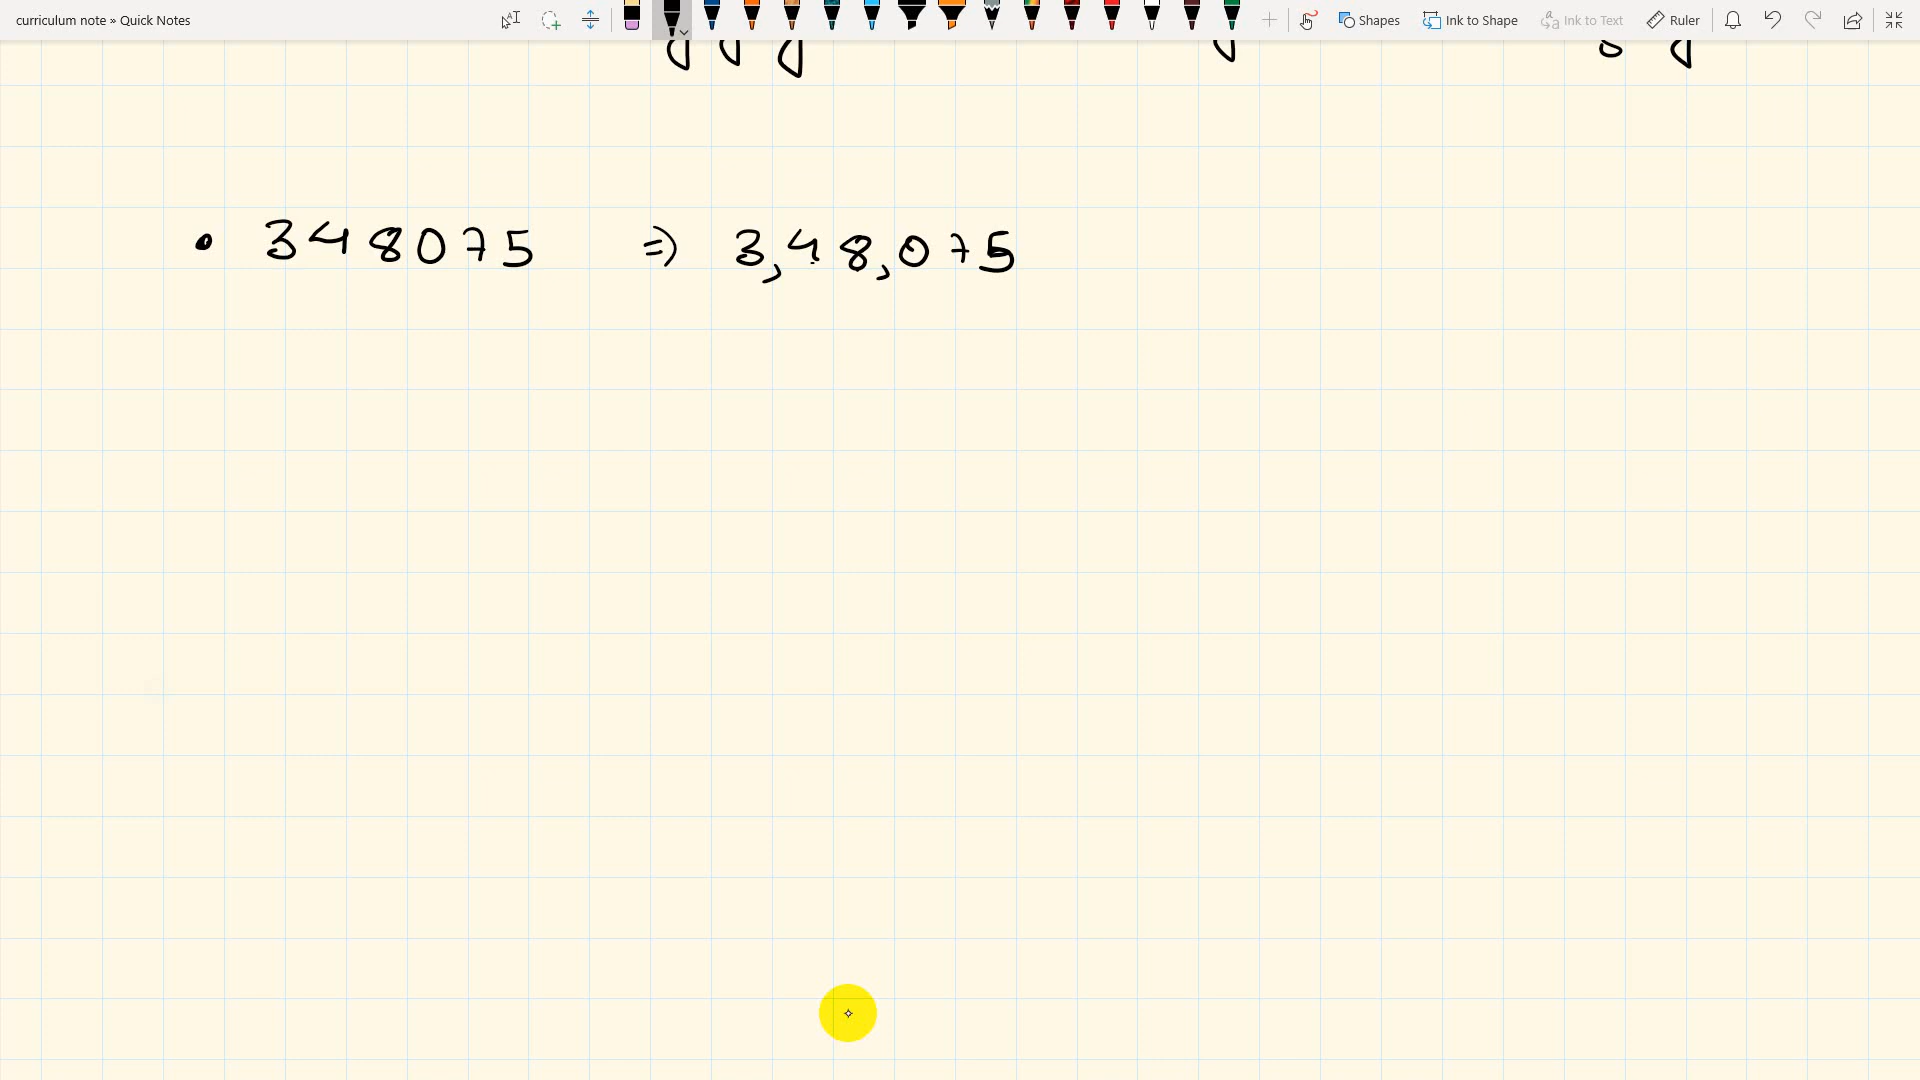 curriculum note » Quick Notes Shapes Ink to Shape Ink to Text Ruler
• 348075 ⇒ 3,48,075